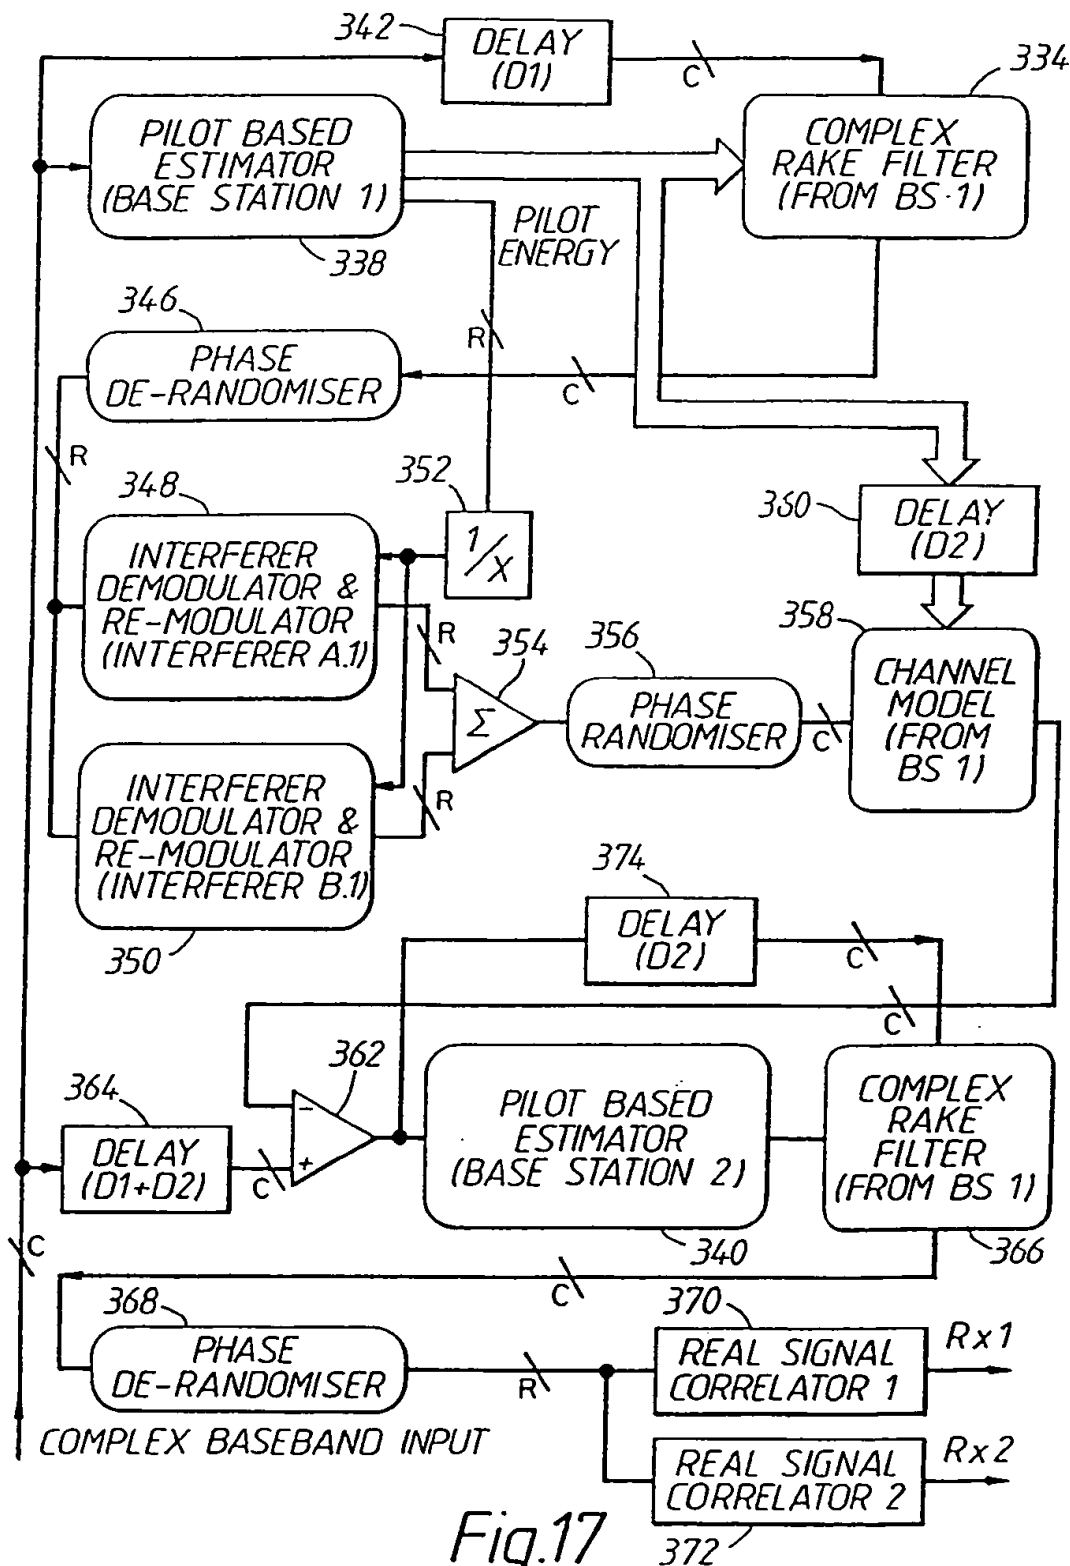 342
DELAY
(D1)
C
334
PILOT BASED
ESTIMATOR
(BASE STATION 1)
338
COMPLEX
RAKE FILTER
(FROM BS 1)
PILOT
ENERGY
346
R
PHASE
DE-RANDOMISER
C
R
348
352
1/X
360
DELAY
(D2)
INTERFERER
DEMODULATOR &
RE-MODULATOR
(INTERFERER A.1)
R
354
Σ
356
PHASE
RANDOMISER
C
358
CHANNEL
MODEL
(FROM
BS 1)
INTERFERER
DEMODULATOR &
RE-MODULATOR
(INTERFERER B.1)
R
350
374
DELAY
(D2)
C
C
364
DELAY
(D1+D2)
C
362
-
+
PILOT BASED
ESTIMATOR
(BASE STATION 2)
340
COMPLEX
RAKE
FILTER
(FROM BS 1)
366
C
C
368
PHASE
DE-RANDOMISER
R
370
REAL SIGNAL
CORRELATOR 1
Rx1
COMPLEX BASEBAND INPUT
REAL SIGNAL
CORRELATOR 2
Rx2
372
Fig.17